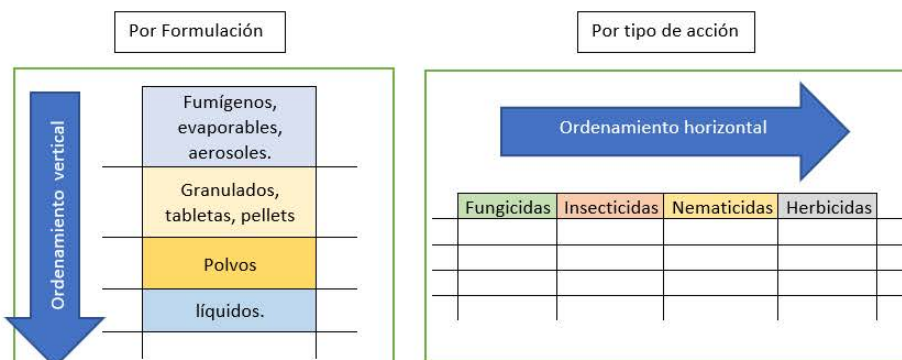 Por Formulación
Ordenamiento vertical
Fumígenos,
evaporables,
aerosoles.
Granulados,
tabletas, pellets
Polvos
líquidos.
Por tipo de acción
Ordenamiento horizontal
Fungicidas Insecticidas Nematicidas Herbicidas